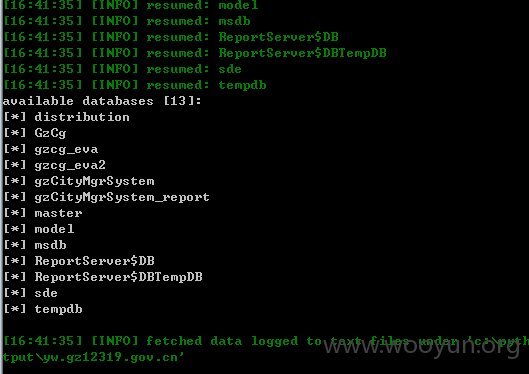 [16:41:35] [INFO] resumed: model
[16:41:35] [INFO] resumed: msdb
[16:41:35] [INFO] resumed: ReportServer$DB
[16:41:35] [INFO] resumed: ReportServer$DBTempDB
[16:41:35] [INFO] resumed: sde
[16:41:35] [INFO] resumed: tempdb
available databases [13]:
[*] distribution
[*] GzCg
[*] gzcg_eva
[*] gzcg_eva2
[*] gzCityMgrSystem
[*] gzCityMgrSystem_report
[*] master
[*] model
[*] msdb
[*] ReportServer$DB
[*] ReportServer$DBTempDB
[*] sde
[*] tempdb
[16:41:35] [INFO] fetched data logged to text files under 'c:\pyth
tput\yw.gz12319.gov.cn'
www.wooyun.org